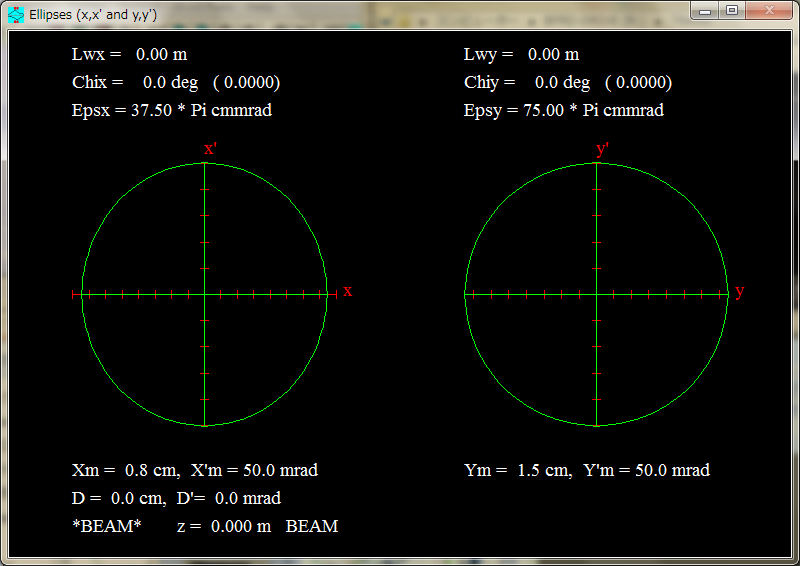 Ellipses (x,x' and y,y')
Lwx = 0.00 m
Chix = 0.0 deg ( 0.0000)
Epsx = 37.50 * Pi cmmrad
Lwy = 0.00 m
Chiy = 0.0 deg ( 0.0000)
Epsy = 75.00 * Pi cmmrad
x'
x
y'
y
Xm = 0.8 cm, X'm = 50.0 mrad
D = 0.0 cm, D'= 0.0 mrad
*BEAM* z = 0.000 m BEAM
Ym = 1.5 cm, Y'm = 50.0 mrad